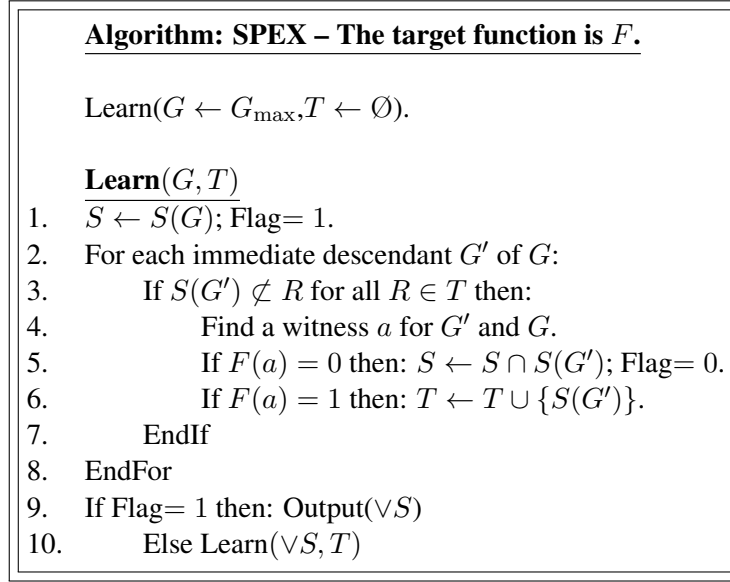 Algorithm: SPEX – The target function is F.
Learn(G ← G_max,T ← Ø).
Learn(G, T)
1. S ← S(G); Flag= 1.
2. For each immediate descendant G′ of G:
3. If S(G′) ⊄ R for all R ∈ T then:
4. Find a witness a for G′ and G.
5. If F(a) = 0 then: S ← S ∩ S(G′); Flag= 0.
6. If F(a) = 1 then: T ← T ∪ {S(G′)}.
7. EndIf
8. EndFor
9. If Flag= 1 then: Output(∨S)
10. Else Learn(∨S, T)